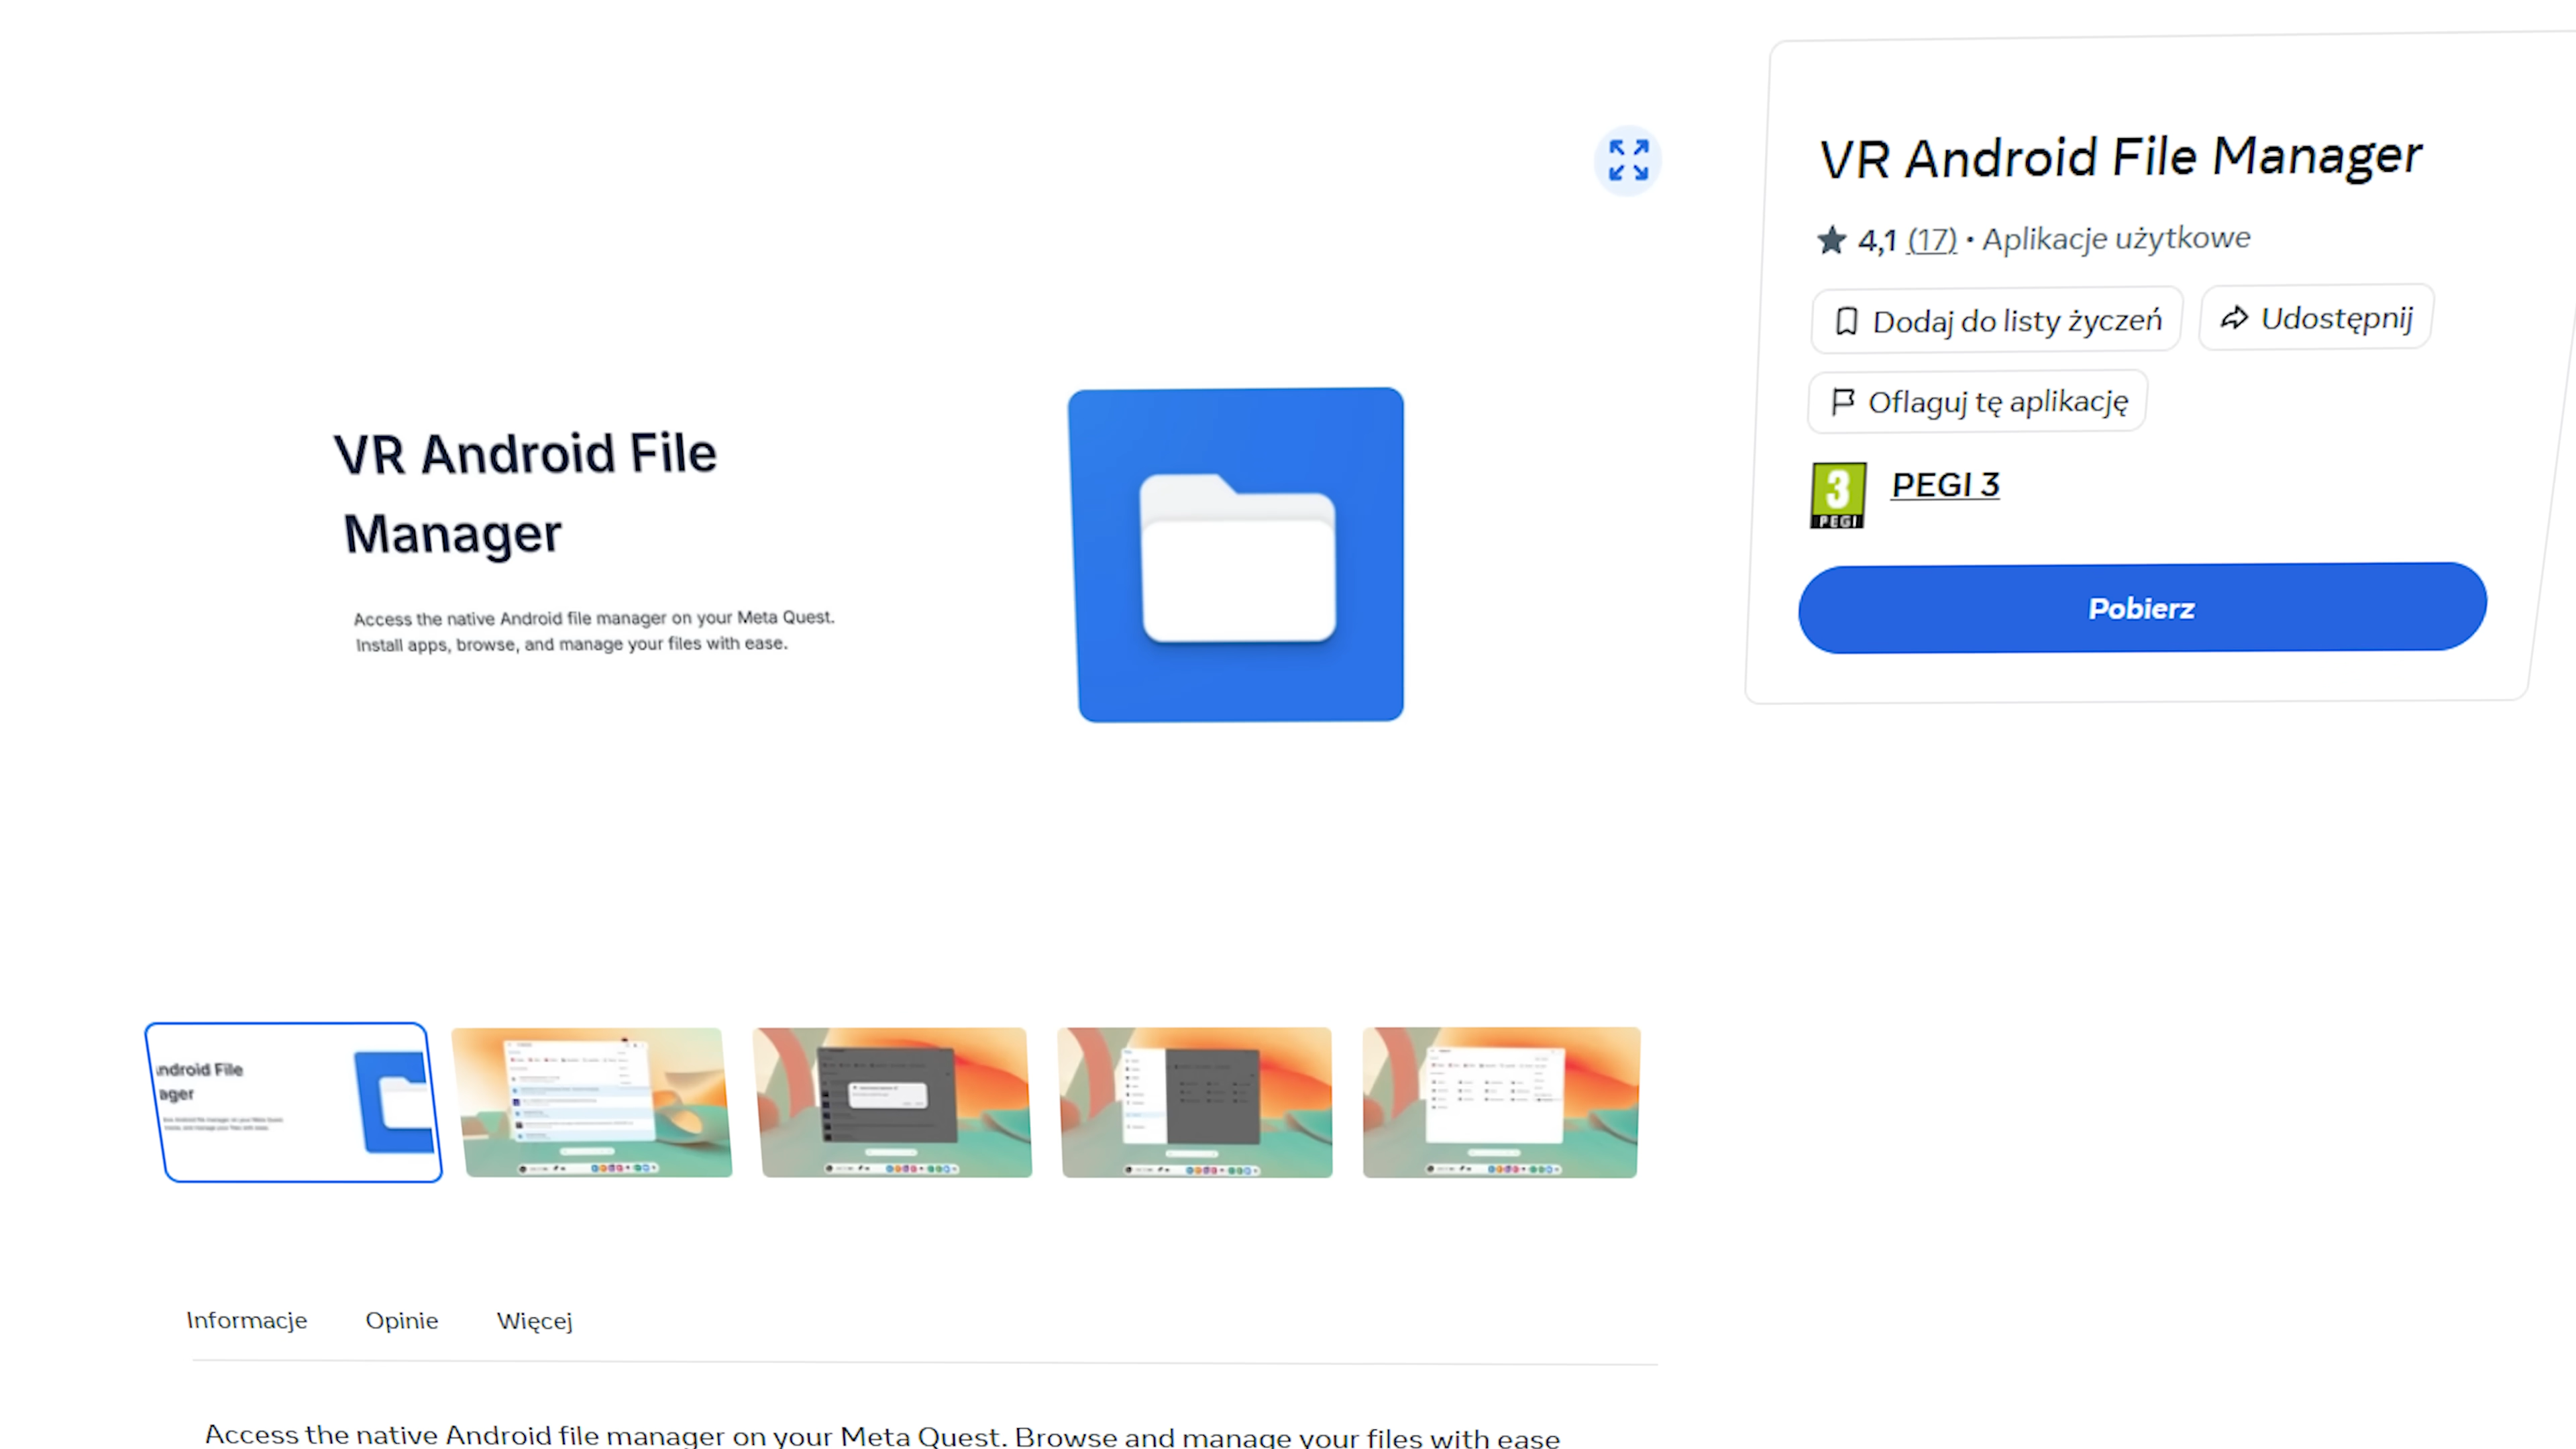 VR Android File
Manager
Access the native Android file manager on your Meta Quest.
Install apps, browse, and manage your files with ease.
VR Android File Manager
4,1 (17) • Aplikacje użytkowe
Dodaj do listy życzeń
Udostępnij
Oflaguj tę aplikację
3
PEGI
PEGI 3
Pobierz
ndroid File
ager
Informacje Opinie Więcej
Access the native Android file manager on your Meta Quest. Browse and manage your files with ease